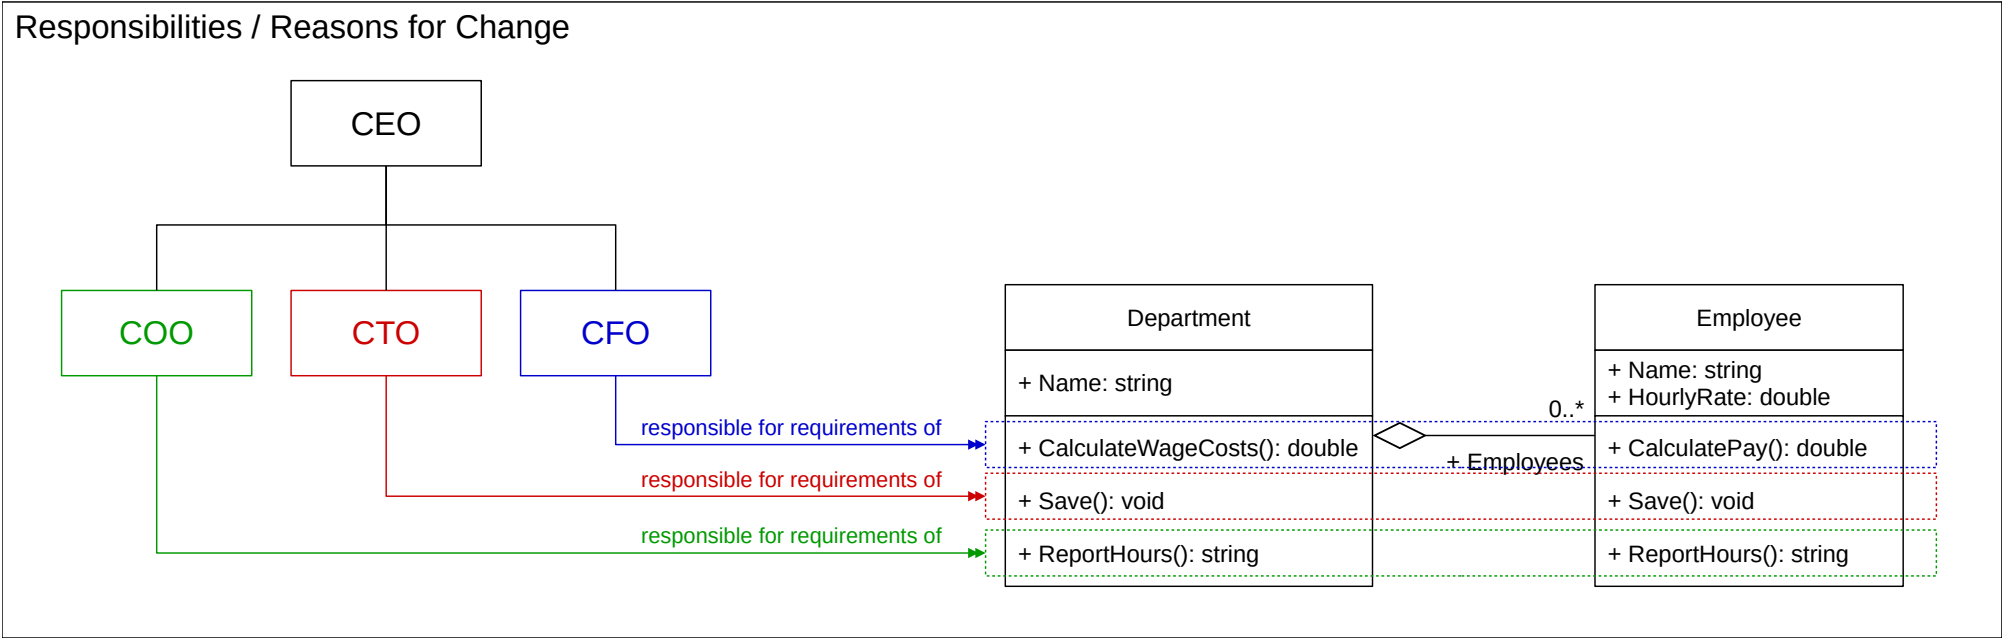 Responsibilities / Reasons for Change
CEO
COO
CTO
CFO
responsible for requirements of
responsible for requirements of
responsible for requirements of
Department
+ Name: string
+ CalculateWageCosts(): double
+ Save(): void
+ ReportHours(): string
0..*
+ Employees
Employee
+ Name: string
+ HourlyRate: double
+ CalculatePay(): double
+ Save(): void
+ ReportHours(): string